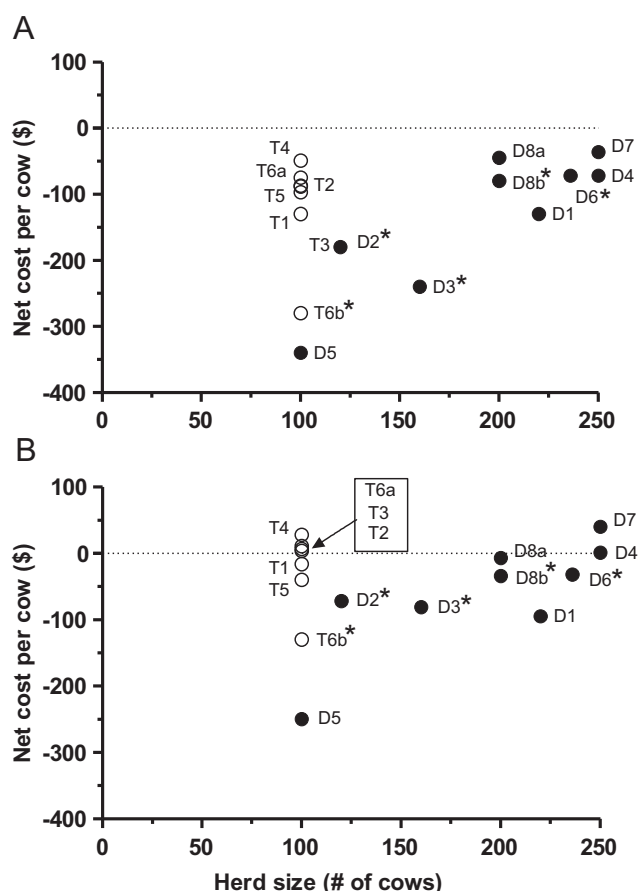 A
Net cost per cow ($)
100
0
-100
-200
-300
-400
T4
T6a
T2
T5
T1
T3
D2*
T6b*
D5
D3*
D8a
D8b*
D7
D4
D6*
D1
0
50
100
150
200
250
B
Net cost per cow ($)
100
0
-100
-200
-300
-400
T6a
T3
T2
T4
T1
T5
D2*
T6b*
D5
D3*
D8a
D8b*
D7
D4
D6*
D1
0
50
100
150
200
250
Herd size (# of cows)